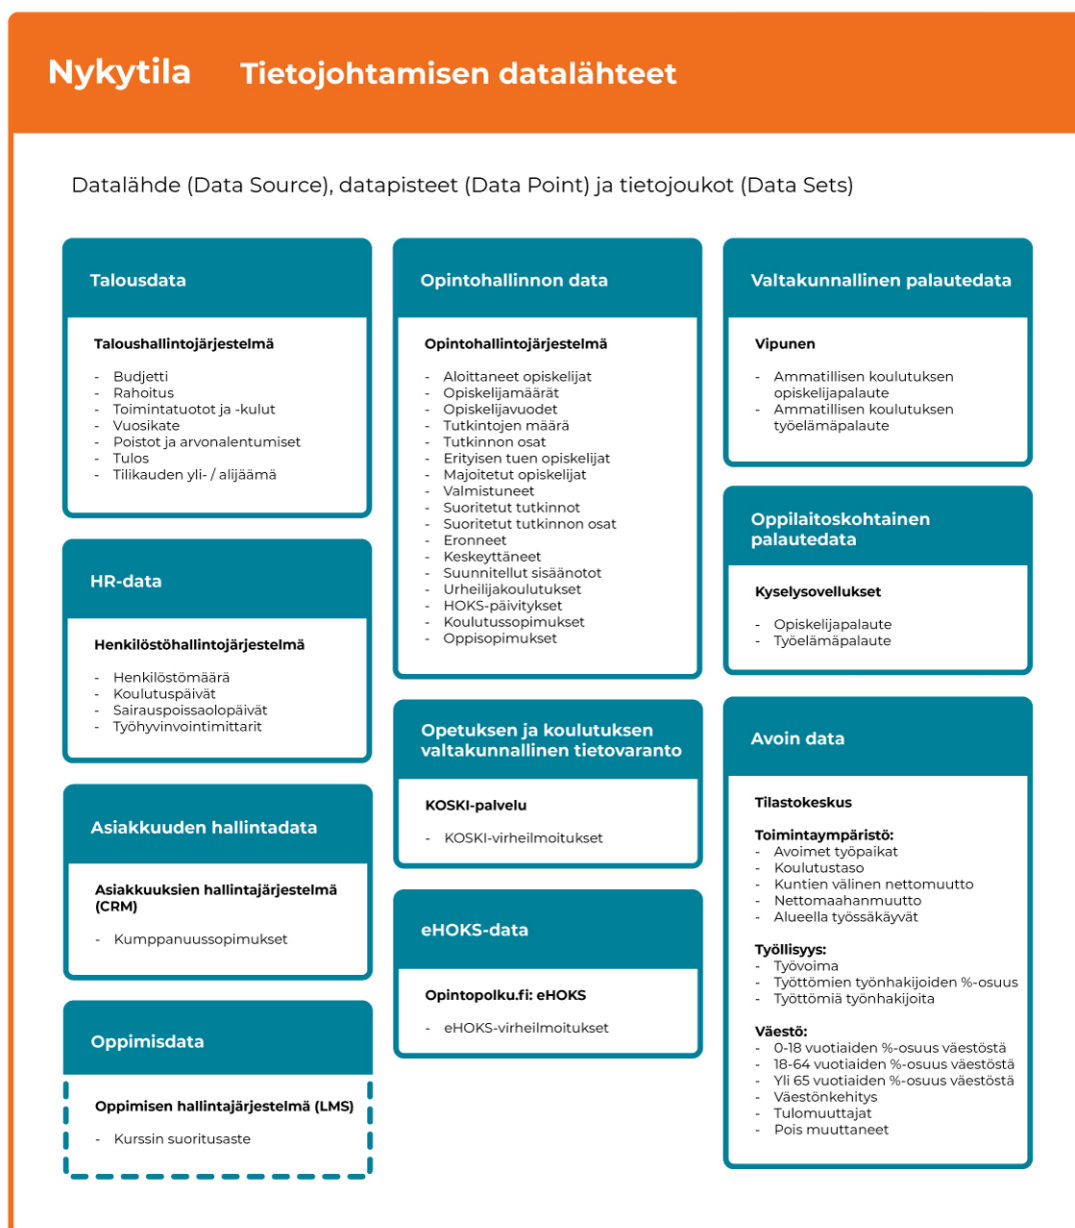 Nykytila Tietojohtamisen datalähteet
Datalähde (Data Source), datapisteet (Data Point) ja tietojoukot (Data Sets)
Talousdata
Taloushallintojärjestelmä
- Budjetti
- Rahoitus
- Toimintatuotot ja -kulut
- Vuosikate
- Poistot ja arvonalentumiset
- Tulos
- Tilikauden yli- / alijäämä
HR-data
Henkilöstöhallintojärjestelmä
- Henkilöstömäärä
- Koulutuspäivät
- Sairauspoissaolopäivät
- Työhyvinvointimittarit
Asiakkuuden hallintadata
Asiakkuuksien hallintajärjestelmä
(CRM)
- Kumppanuussopimukset
Oppimisdata
Oppimisen hallintajärjestelmä (LMS)
- Kurssin suoritusaste
Opintohallinnon data
Opintohallintojärjestelmä
- Aloittaneet opiskelijat
- Opiskelijamäärät
- Opiskelijavuodet
- Tutkintojen määrä
- Tutkinnon osat
- Erityisen tuen opiskelijat
- Majoitetut opiskelijat
- Valmistuneet
- Suoritetut tutkinnot
- Suoritetut tutkinnon osat
- Eronneet
- Keskeyttäneet
- Suunnitellut sisäänotot
- Urheilijakoulutukset
- HOKS-päivitykset
- Koulutussopimukset
- Oppisopimukset
Opetuksen ja koulutuksen
valtakunnallinen tietovaranto
KOSKI-palvelu
- KOSKI-virheilmoitukset
eHOKS-data
Opintopolku.fi: eHOKS
- eHOKS-virheilmoitukset
Valtakunnallinen palautedata
Vipunen
- Ammatillisen koulutuksen
opiskelijapalaute
- Ammatillisen koulutuksen
työelämäpalaute
Oppilaitoskohtainen
palautedata
Kyselysovellukset
- Opiskelijapalaute
- Työelämäpalaute
Avoin data
Tilastokeskus
Toimintaympäristö:
- Avoimet työpaikat
- Koulutustaso
- Kuntien välinen nettomuutto
- Nettomaahanmuutto
- Alueella työssäkäyvät
Työllisyys:
- Työvoima
- Työttömien työnhakijoiden %-osuus
- Työttömiä työnhakijoita
Väestö:
- 0-18 vuotiaiden %-osuus väestöstä
- 18-64 vuotiaiden %-osuus väestöstä
- Yli 65 vuotiaiden %-osuus väestöstä
- Väestönkehitys
- Tulomuuttajat
- Pois muuttaneet